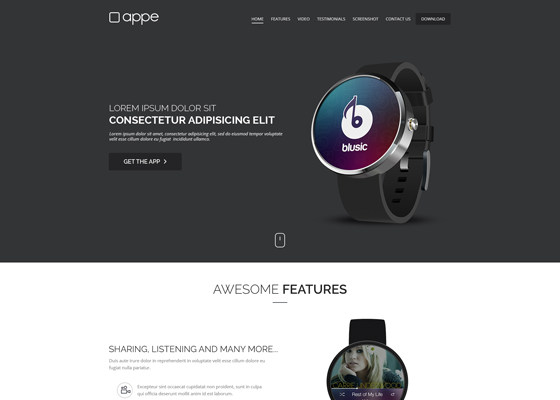 appe
HOME FEATURES VIDEO TESTIMONIALS SCREENSHOT CONTACT US DOWNLOAD
LOREM IPSUM DOLOR SIT
CONSECTETUR ADIPISICING ELIT
Lorem ipsum dolor sit amet, consectetur adipisicing elit, sed do eiusmod tempor voluptate
velit esse cillum dolore eu fugiat incididunt ullamco.
GET THE APP
blusic
AWESOME FEATURES
SHARING, LISTENING AND MANY MORE...
Quis aute irure dolor in reprehenderit in voluptate velit esse cillum dolore eu
fugiat nulla pariatur.
Excepteur sint occaecat cupidatat non proident, sunt in culpa
qui officia deserunt mollit anim id est laborum.
Rest of My Life